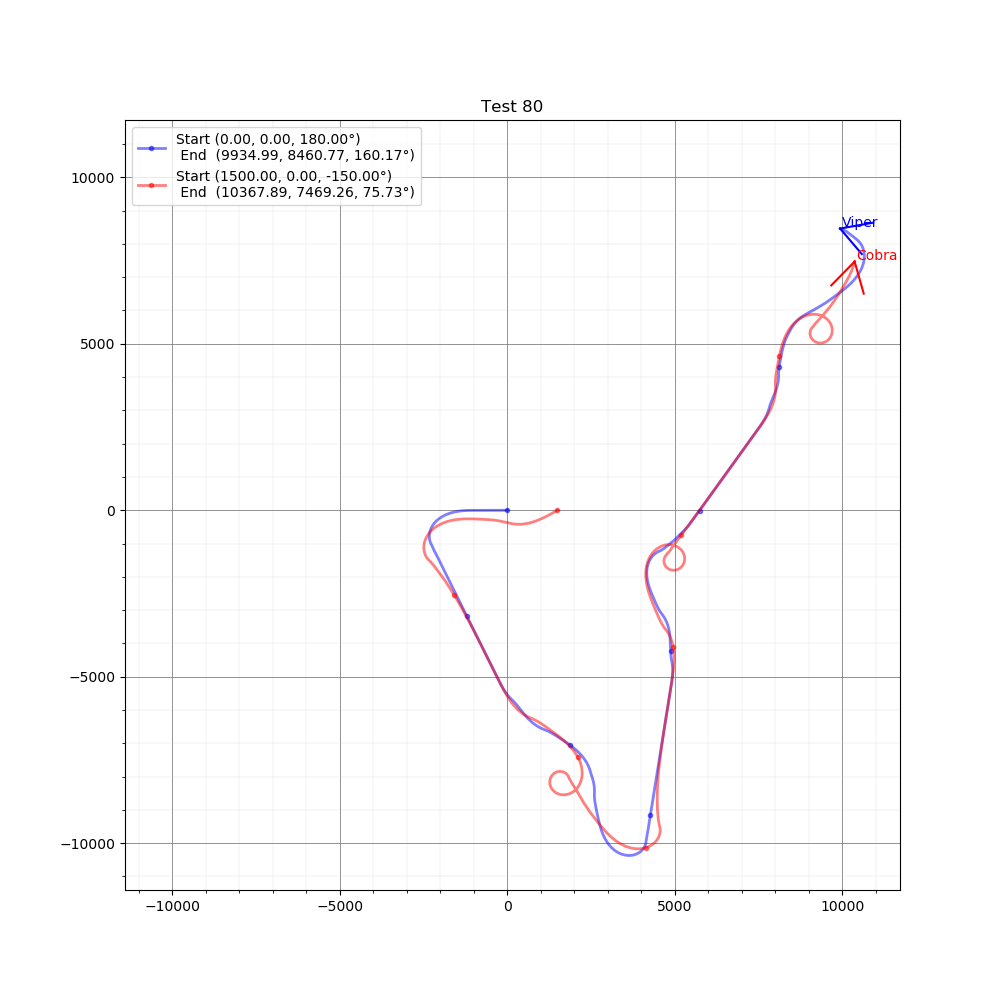 Test 80
Start (0.00, 0.00, 180.00°)
End  (9934.99, 8460.77, 160.17°)
Start (1500.00, 0.00, -150.00°)
End  (10367.89, 7469.26, 75.73°)
10000
Viper
Cobra
5000
0
−5000
−10000
−10000 −5000 0 5000 10000